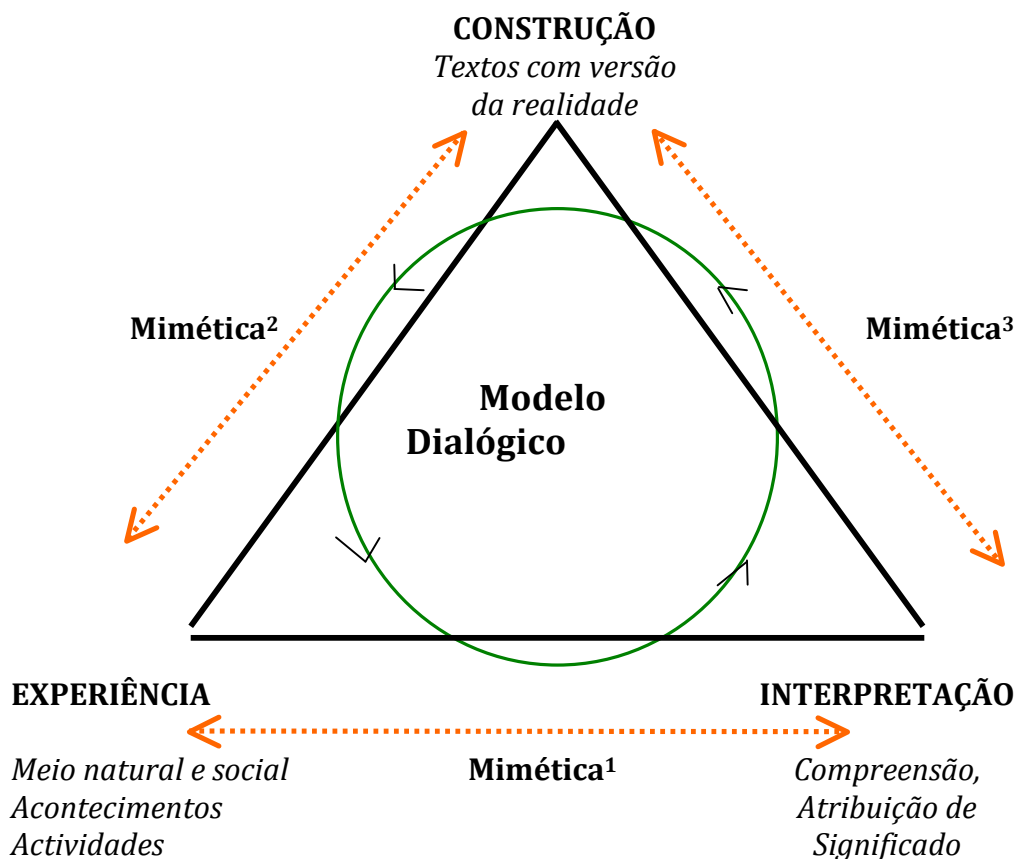 CONSTRUÇÃO
Textos com versão
da realidade
Mimética²
Mimética³
Modelo
Dialógico
EXPERIÊNCIA
INTERPRETAÇÃO
Meio natural e social
Acontecimentos
Actividades
Mimética¹
Compreensão,
Atribuição de
Significado